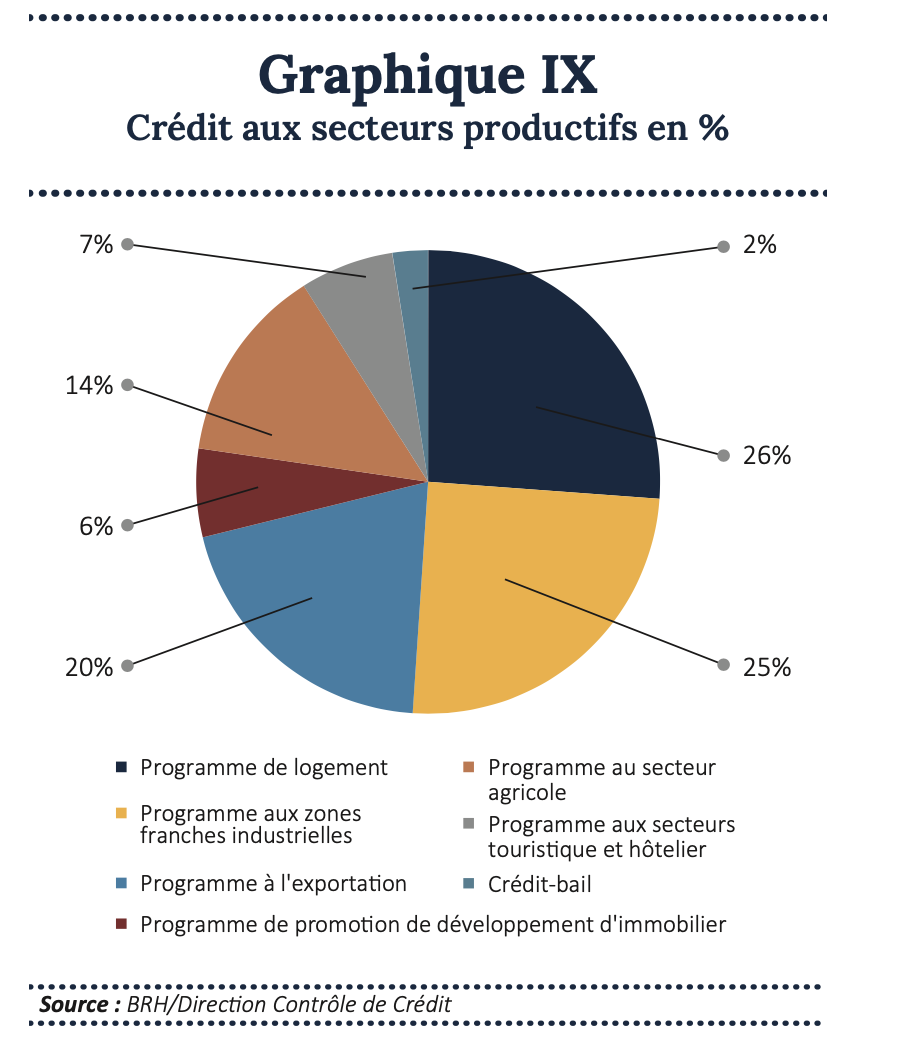 Graphique IX
Crédit aux secteurs productifs en %
7%
2%
14%
26%
6%
20%
25%
Programme de logement
Programme aux zones
franches industrielles
Programme à l'exportation
Programme de promotion de développement d'immobilier
Programme au secteur
agricole
Programme aux secteurs
touristique et hôtelier
Crédit-bail
Source : BRH/Direction Contrôle de Crédit